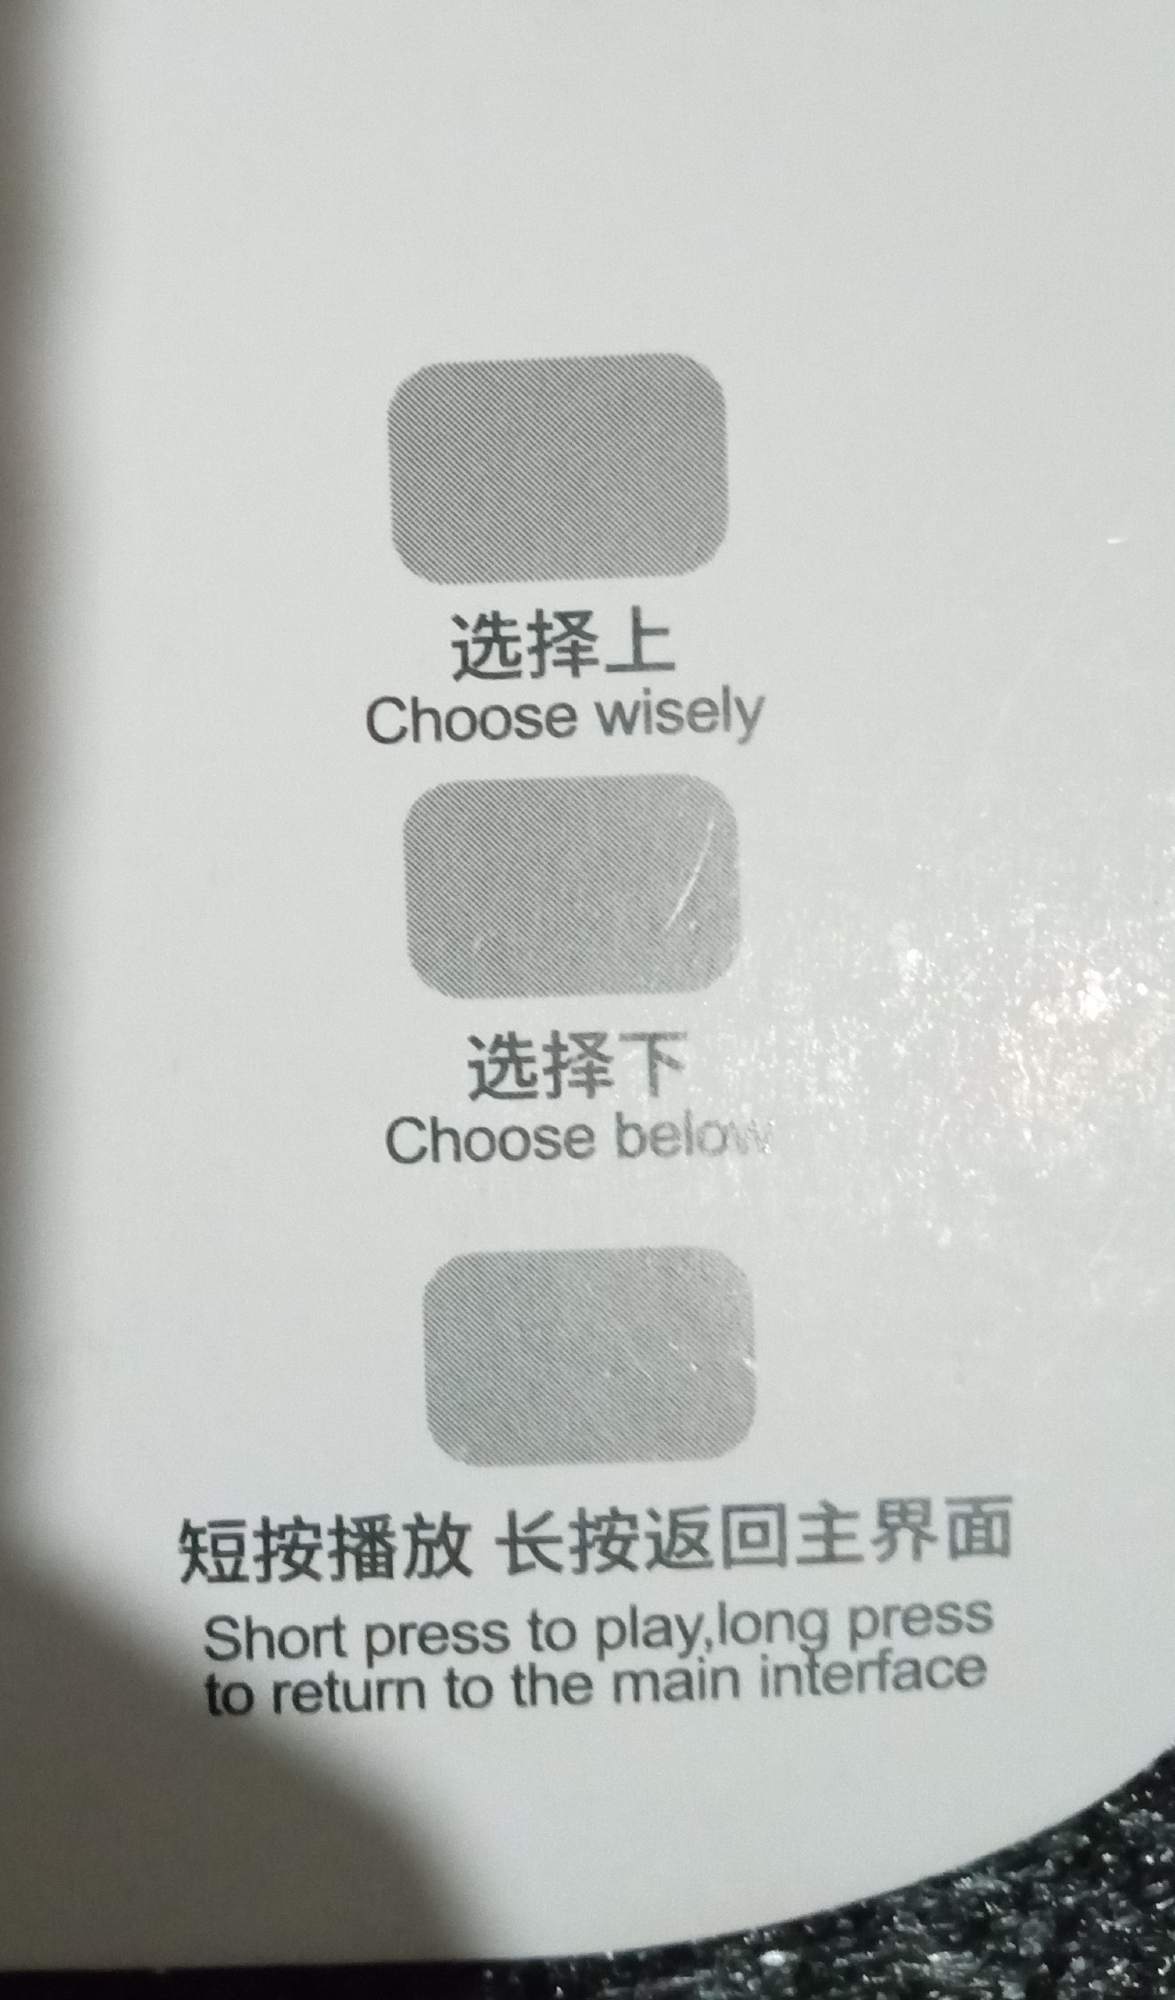 选择上
Choose wisely
选择下
Choose below
短按播放 长按返回主界面
Short press to play,long press
to return to the main interface